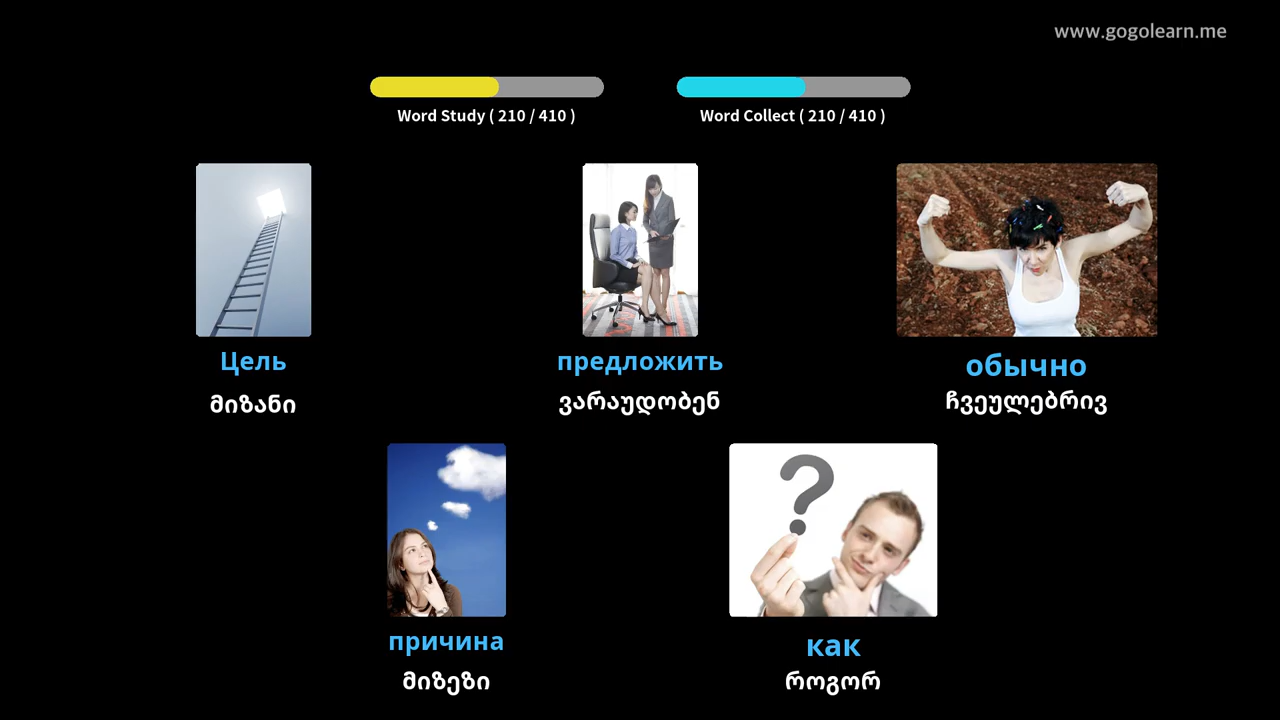 www.gogolearn.me
Word Study ( 210 / 410 )
Word Collect ( 210 / 410 )
Цель
მიზანი
предложить
ვარაუდობენ
обычно
ჩვეულებრივ
причина
მიზეზი
как
როგორ